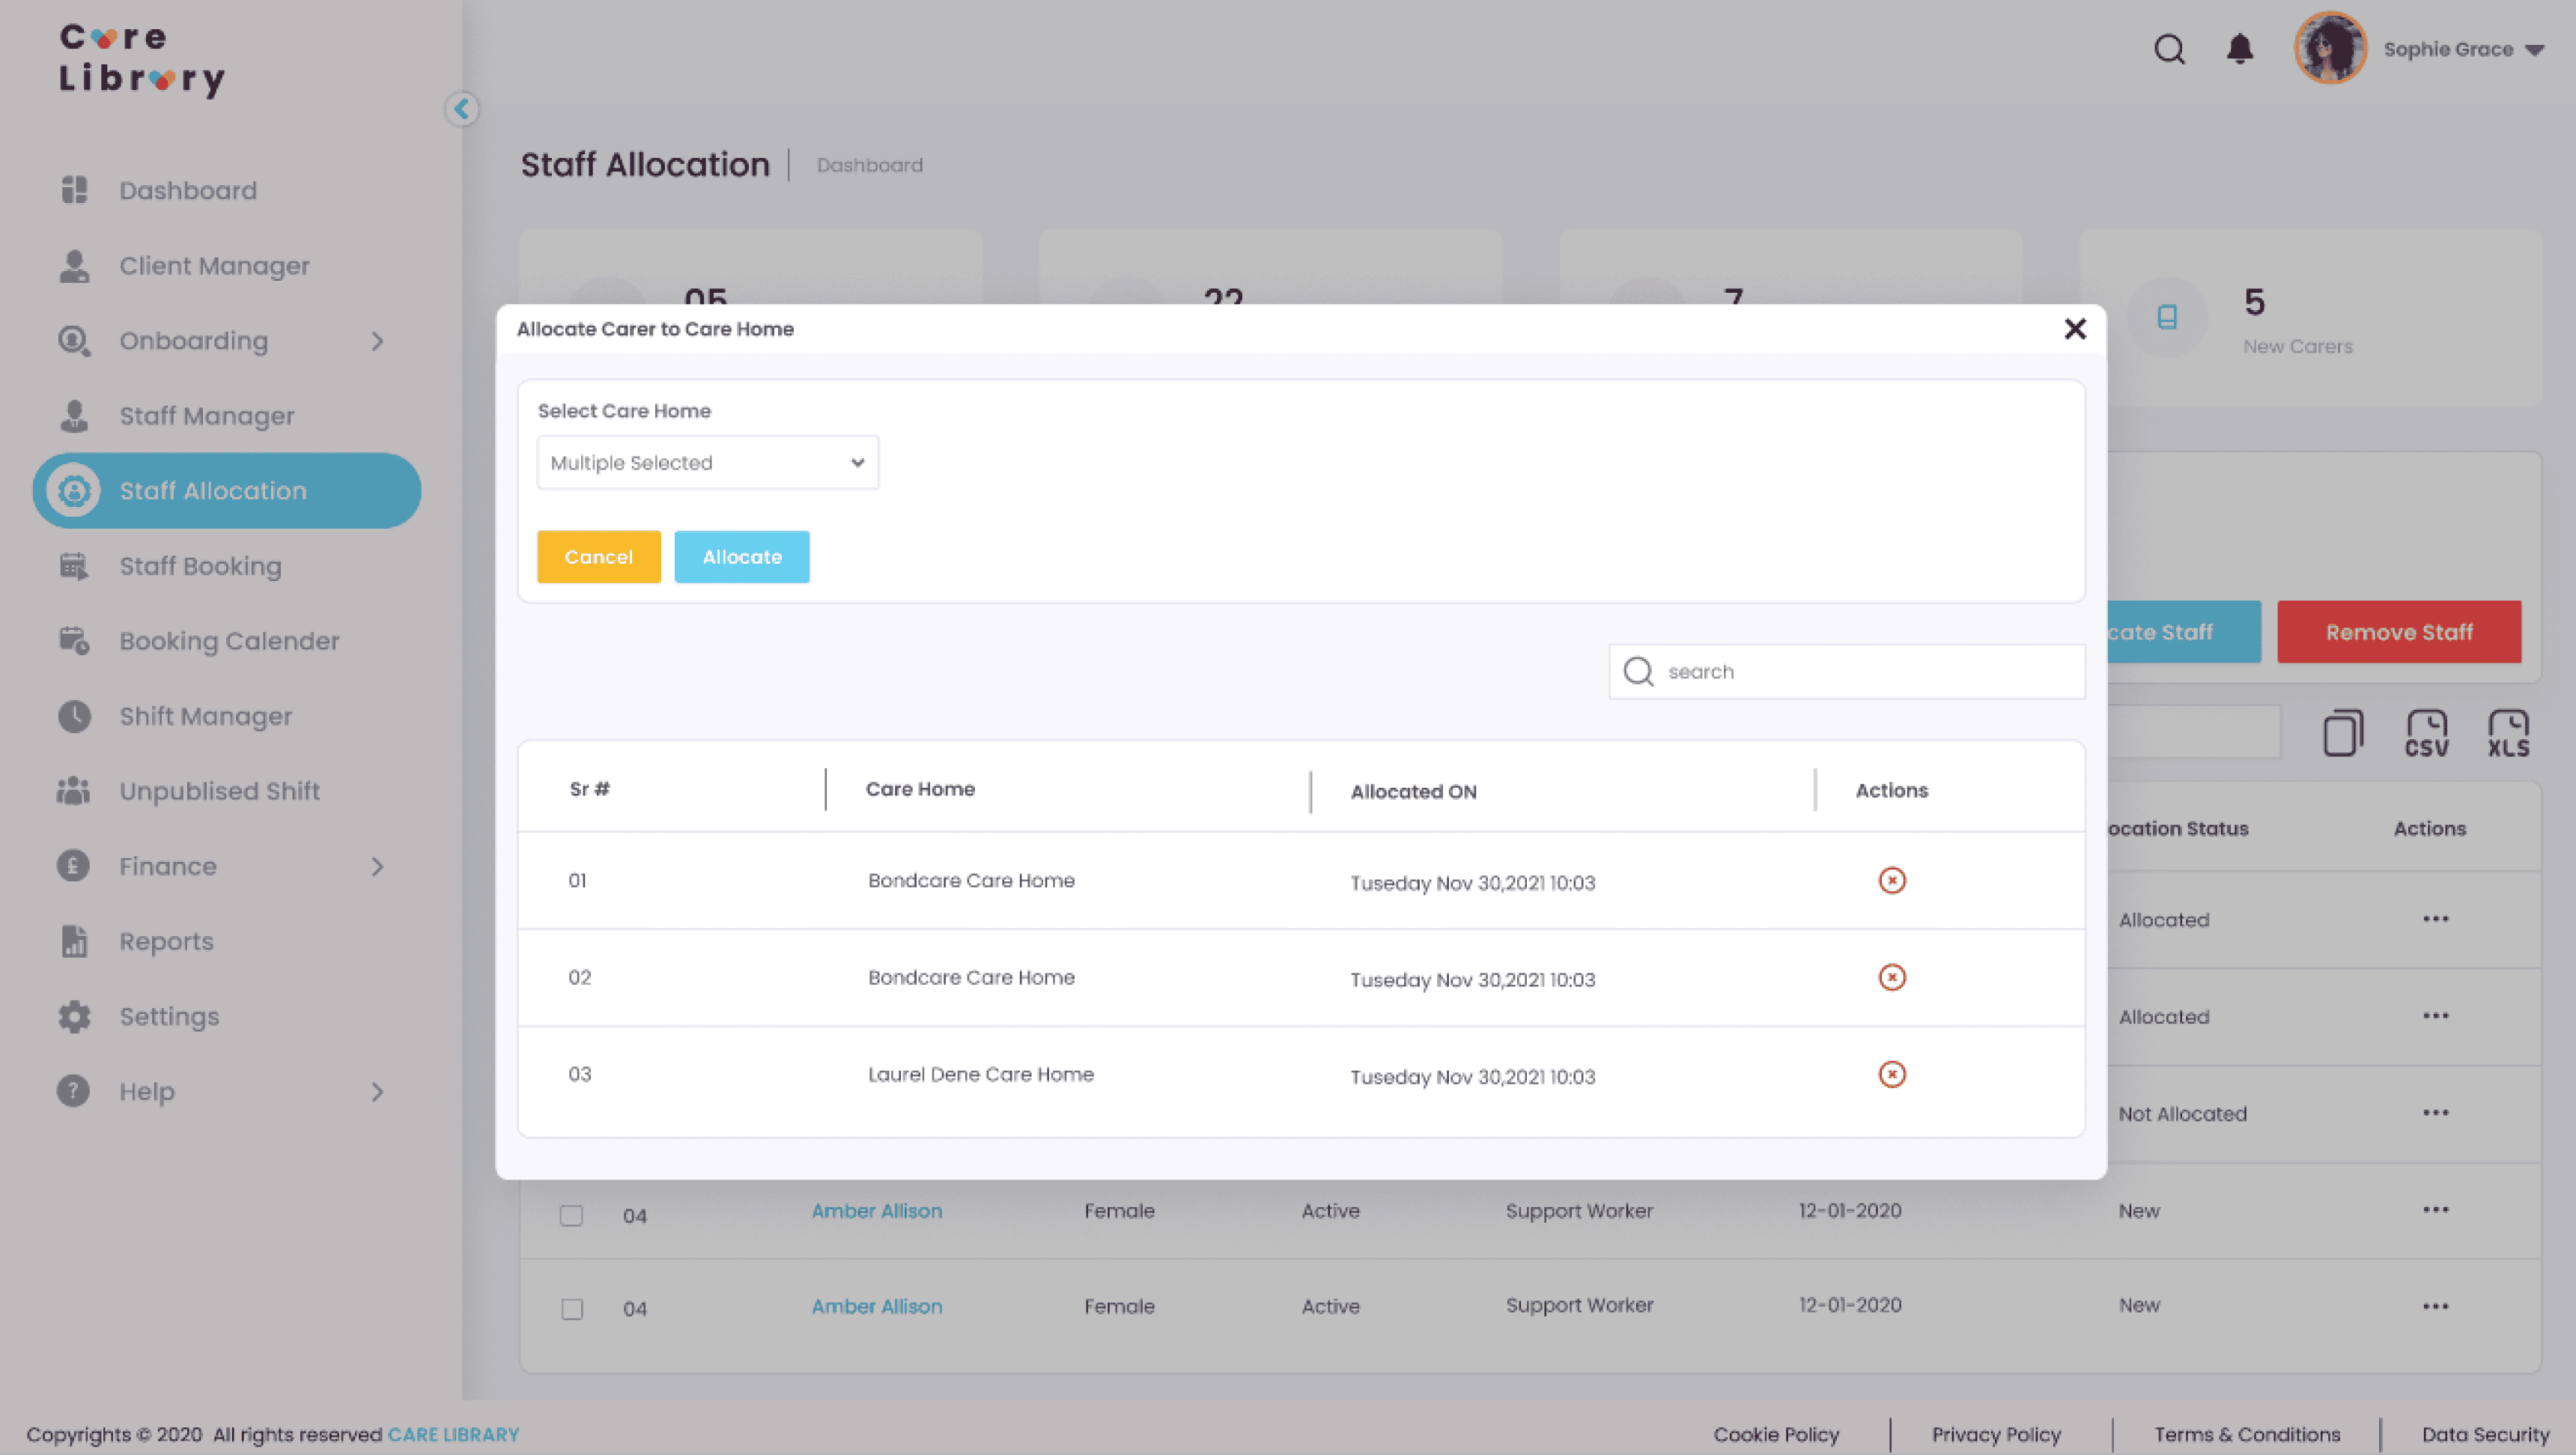 Care
Library
Sophie Grace
Staff Allocation
Dashboard
Dashboard
Client Manager
Onboarding
Staff Manager
Staff Allocation
Staff Booking
Booking Calender
Shift Manager
Unpublised Shift
Finance
Reports
Settings
Help
05
22
7
5
New Carers
Allocate Carer to Care Home
Select Care Home
Multiple Selected
Cancel
Allocate
cate Staff
Remove Staff
search
CSV
XLS
Sr # Care Home Allocated ON Actions
01 Bondcare Care Home Tuseday Nov 30,2021 10:03
02 Bondcare Care Home Tuseday Nov 30,2021 10:03
03 Laurel Dene Care Home Tuseday Nov 30,2021 10:03
ocation Status Actions
Allocated
Allocated
Not Allocated
04 Amber Allison Female Active Support Worker 12-01-2020 New
04 Amber Allison Female Active Support Worker 12-01-2020 New
Copyrights © 2020 All rights reserved CARE LIBRARY
Cookie Policy
Privacy Policy
Terms & Conditions
Data Security